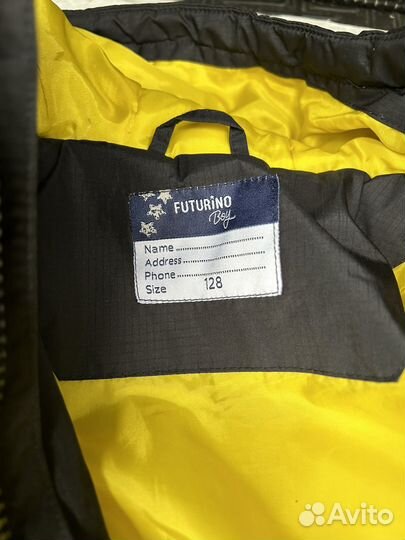 FUTURiNO
Boy
Name
Address
Phone
Size 128
Avito